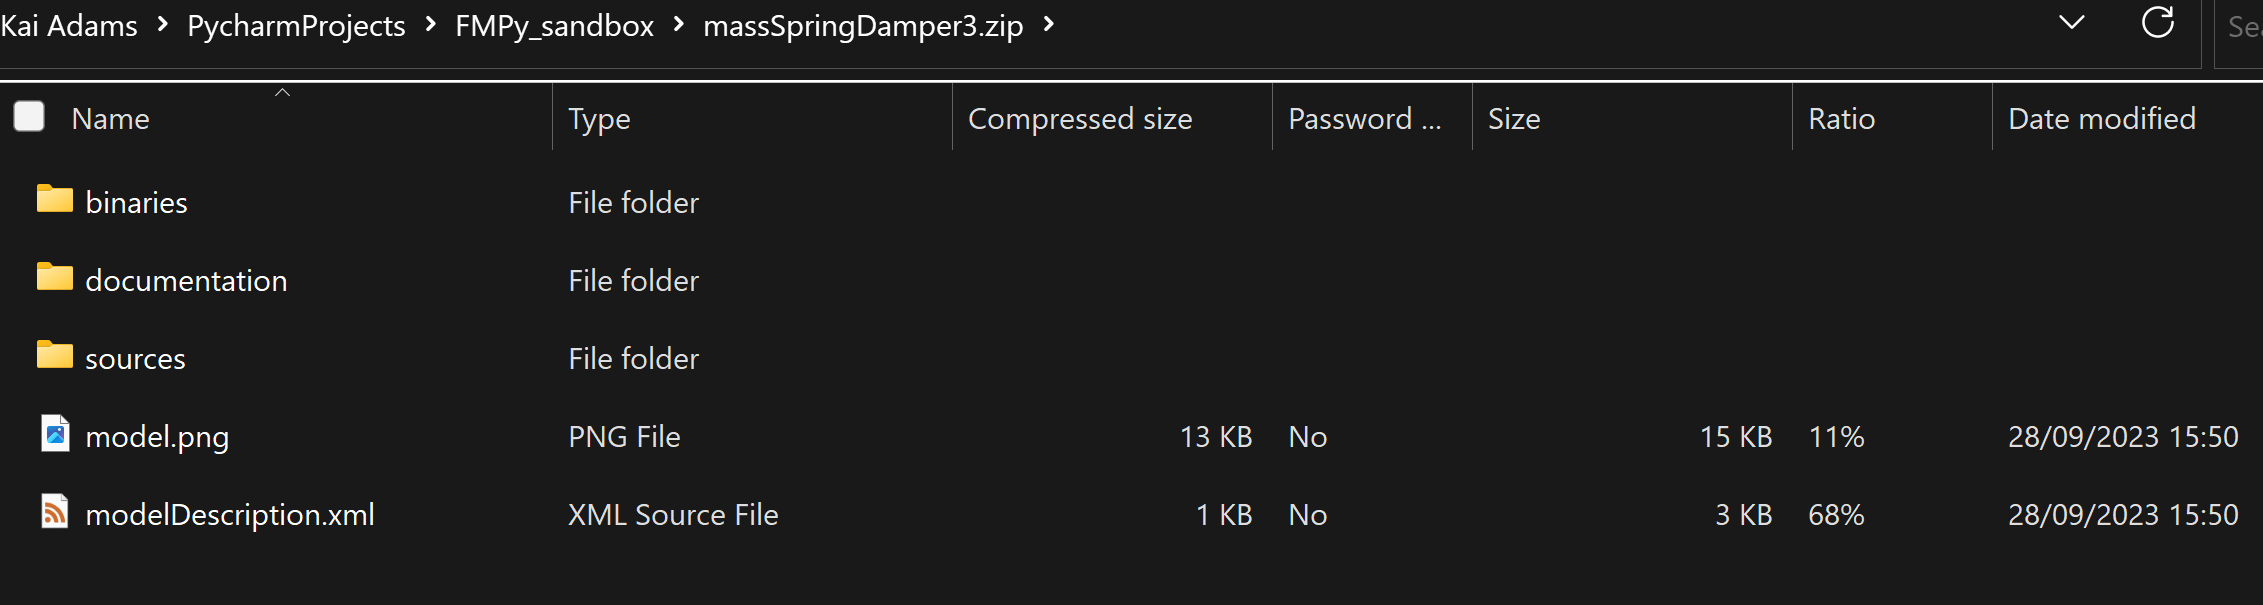 Kai Adams > PycharmProjects > FMPy_sandbox > massSpringDamper3.zip >
Name Type Compressed size Password ... Size Ratio Date modified
binaries File folder
documentation File folder
sources File folder
model.png PNG File 13 KB No 15 KB 11% 28/09/2023 15:50
modelDescription.xml XML Source File 1 KB No 3 KB 68% 28/09/2023 15:50